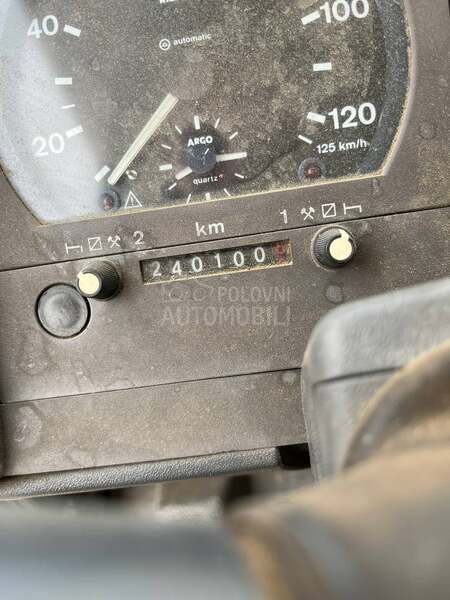 40
100
automatic
120
20
ARGO
quartz
125 km/h
2
km
1
240100
POLOVNI
AUTOMOBILI